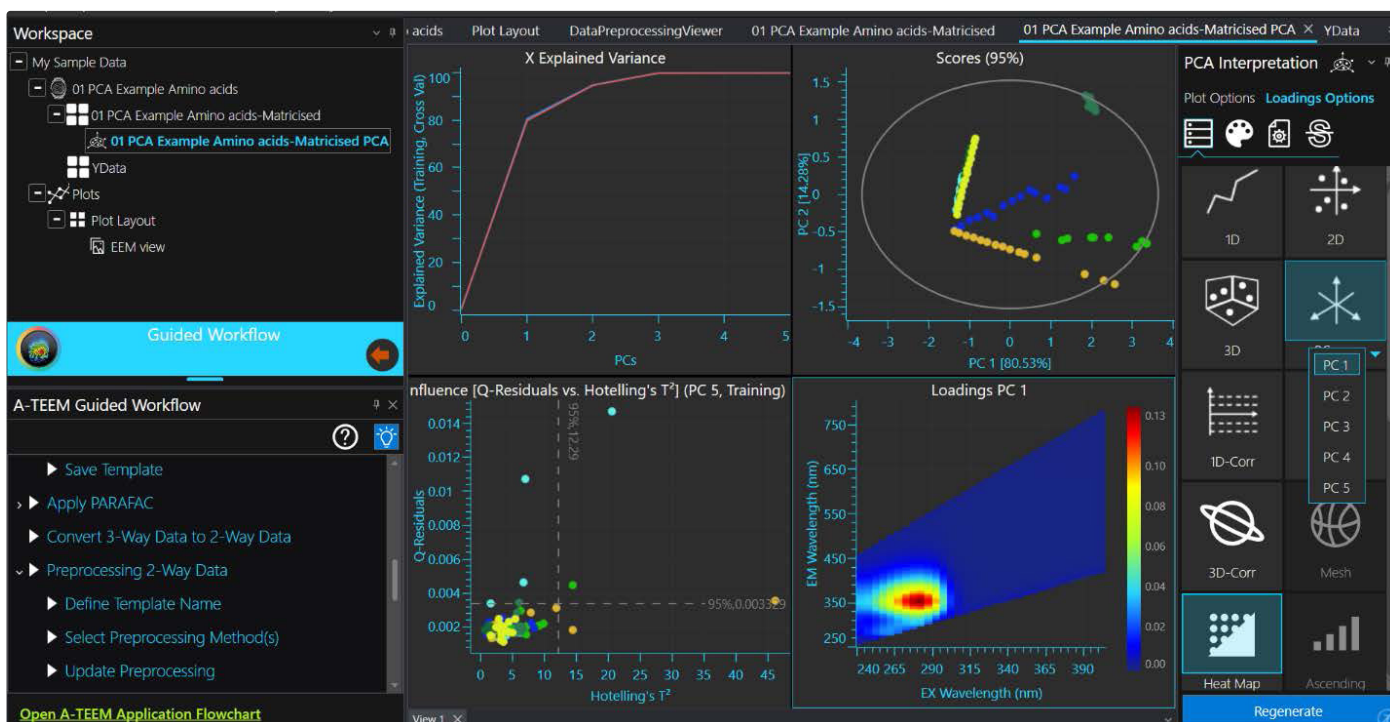 Workspace
My Sample Data
01 PCA Example Amino acids
01 PCA Example Amino acids-Matricised
01 PCA Example Amino acids-Matricised PCA
YData
Plots
Plot Layout
EEM view
Guided Workflow
A-TEEM Guided Workflow
Save Template
Apply PARAFAC
Convert 3-Way Data to 2-Way Data
Preprocessing 2-Way Data
Define Template Name
Select Preprocessing Method(s)
Update Preprocessing
Open A-TEEM Application Flowchart
acids Plot Layout DataPreprocessingViewer 01 PCA Example Amino acids-Matricised 01 PCA Example Amino acids-Matricised PCA YData
X Explained Variance
Explained Variance (Training, Cross Val)
100
80
60
40
20
0
0 1 2 3 4 5
PCs
Scores (95%)
PC 2 [14.28%]
1.5
1
0.5
0
-0.5
-1
-1.5
-4 -3 -2 -1 0 1 2 3 4
PC 1 [80.53%]
nfluence [Q-Residuals vs. Hotelling's T²] (PC 5, Training)
Q-Residuals
0.014
0.012
0.01
0.008
0.006
0.004
0.002
95%,12.29
95%,0.003329
0 5 10 15 20 25 30 35 40 45
Hotelling's T²
Loadings PC 1
EM Wavelength (nm)
750
650
550
450
350
250
240 265 290 315 340 365 390
EX Wavelength (nm)
0.13
0.10
0.08
0.06
0.04
0.02
0.00
View 1
PCA Interpretation
Plot Options Loadings Options
1D 2D
3D
PC 1
PC 2
PC 3
PC 4
PC 5
1D-Corr
3D-Corr Mesh
Heat Map Ascending
Regenerate